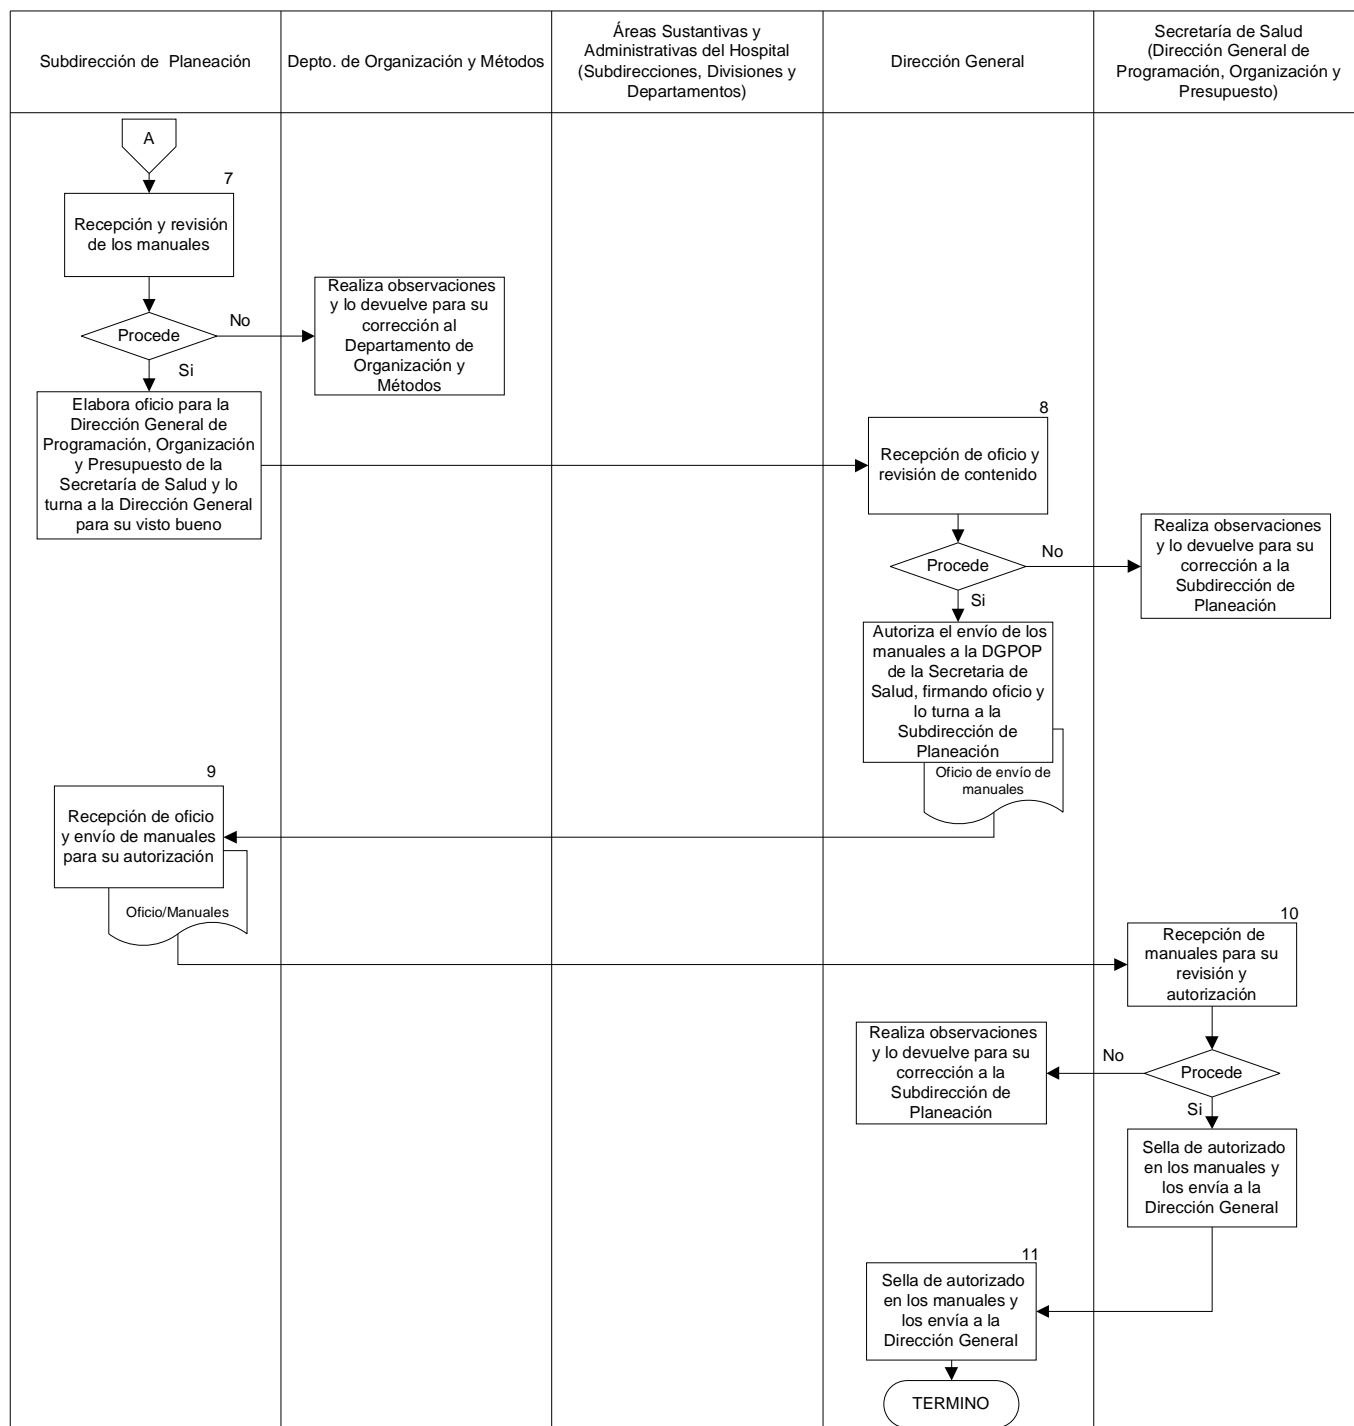 Subdirección de Planeación
Depto. de Organización y Métodos
Áreas Sustantivas y
Administrativas del Hospital
(Subdirecciones, Divisiones y
Departamentos)
Dirección General
Secretaría de Salud
(Dirección General de
Programación, Organización y
Presupuesto)
A
7
Recepción y revisión
de los manuales
Procede
No
Si
Realiza observaciones
y lo devuelve para su
corrección al
Departamento de
Organización y
Métodos
Elabora oficio para la
Dirección General de
Programación, Organización
y Presupuesto de la
Secretaría de Salud y lo
turna a la Dirección General
para su visto bueno
8
Recepción de oficio y
revisión de contenido
Procede
No
Si
Realiza observaciones
y lo devuelve para su
corrección a la
Subdirección de
Planeación
Autoriza el envío de los
manuales a la DGPOP
de la Secretaria de
Salud, firmando oficio y
lo turna a la
Subdirección de
Planeación
Oficio de envío de
manuales
9
Recepción de oficio
y envío de manuales
para su autorización
Oficio/Manuales
10
Recepción de
manuales para su
revisión y
autorización
Procede
No
Si
Realiza observaciones
y lo devuelve para su
corrección a la
Subdirección de
Planeación
Sella de autorizado
en los manuales y
los envía a la
Dirección General
11
Sella de autorizado
en los manuales y
los envía a la
Dirección General
TERMINO